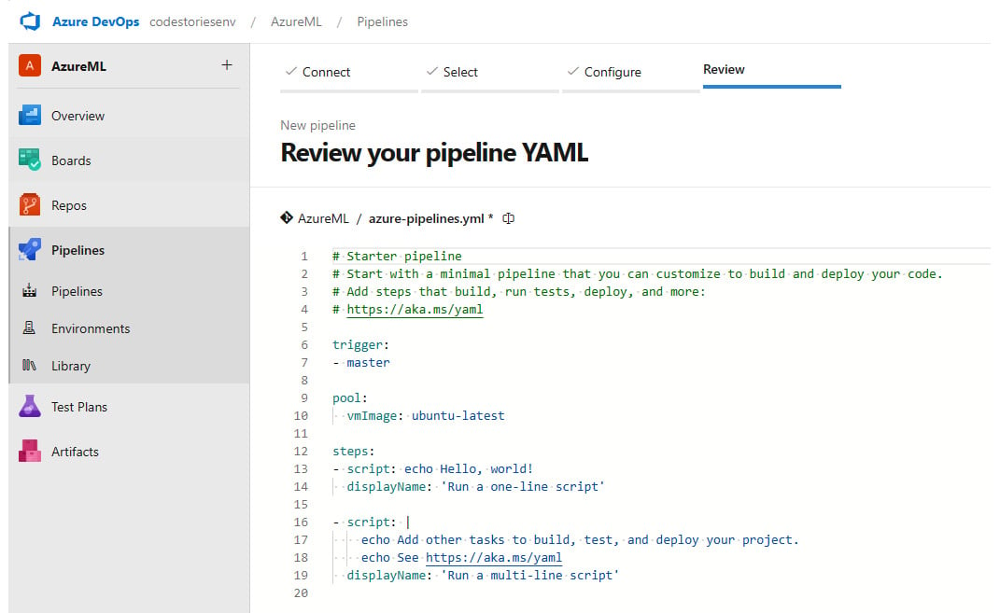 Azure DevOps codestoriesenv / AzureML / Pipelines
A AzureML +
Overview
Boards
Repos
Pipelines
Pipelines
Environments
Library
Test Plans
Artifacts
Connect
Select
Configure
Review
New pipeline
Review your pipeline YAML
AzureML / azure-pipelines.yml *
1 # Starter pipeline
2 # Start with a minimal pipeline that you can customize to build and deploy your code.
3 # Add steps that build, run tests, deploy, and more:
4 # https://aka.ms/yaml
5
6 trigger:
7 - master
8
9 pool:
10   vmImage: ubuntu-latest
11
12 steps:
13 - script: echo Hello, world!
14   displayName: 'Run a one-line script'
15
16 - script: |
17     echo Add other tasks to build, test, and deploy your project.
18     echo See https://aka.ms/yaml
19   displayName: 'Run a multi-line script'
20